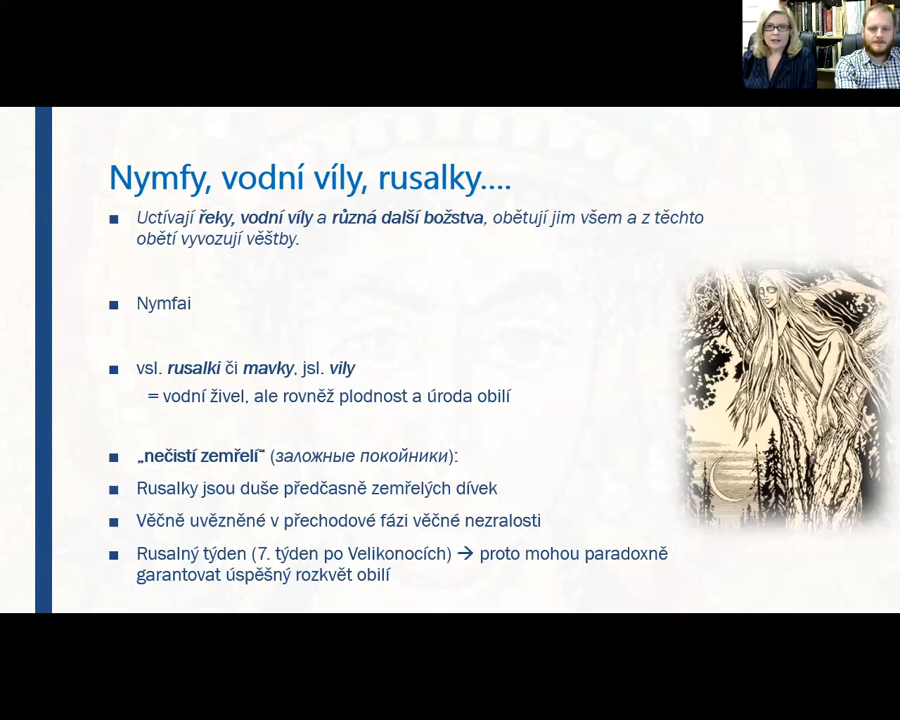 Nymfy, vodní víly, rusalky....
■ Uctívají řeky, vodní víly a různá další božstva, obětují jim všem a z těchto
obětí vyvozují věštby.
■ Nymfai
■ vsl. rusalki či mavky, jsl. vily
= vodní živel, ale rovněž plodnost a úroda obilí
■ „nečistí zemřelí“ (заложные покойники):
■ Rusalky jsou duše předčasně zemřelých dívek
■ Věčně uvězněné v přechodové fázi věčné nezralosti
■ Rusalný týden (7. týden po Velikonocích) → proto mohou paradoxně
garantovat úspěšný rozkvět obilí